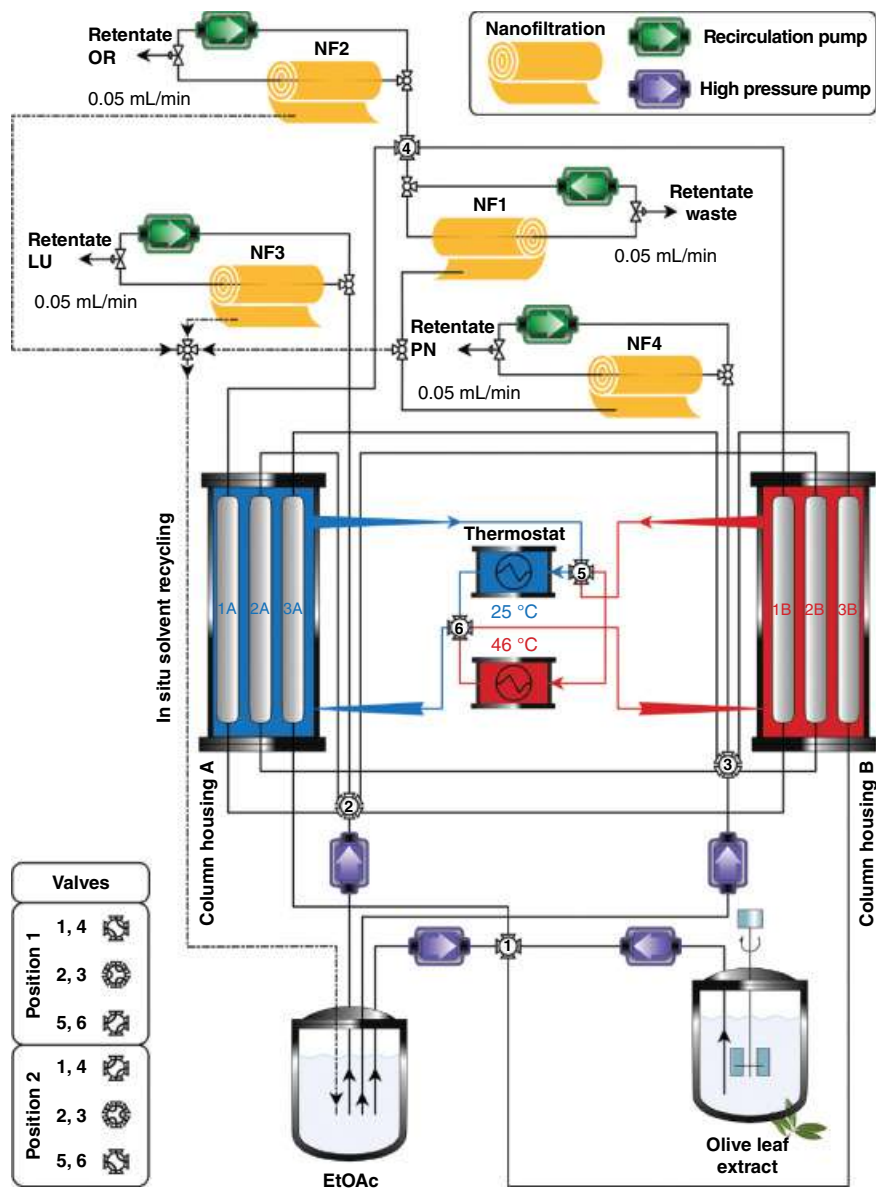 Retentate
OR
NF2
0.05 mL/min
Nanofiltration
Recirculation pump
High pressure pump
4
NF1
Retentate
waste
0.05 mL/min
Retentate
LU
NF3
0.05 mL/min
Retentate
PN
NF4
0.05 mL/min
In situ solvent recycling
1A
2A
3A
Column housing A
Thermostat
5
25 °C
6
46 °C
1B
2B
3B
Column housing B
3
2
1
Valves
Position 1
1, 4
2, 3
5, 6
Position 2
1, 4
2, 3
5, 6
EtOAc
Olive leaf
extract